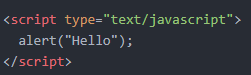 <script type="text/javascript">
  alert("Hello");
</script>